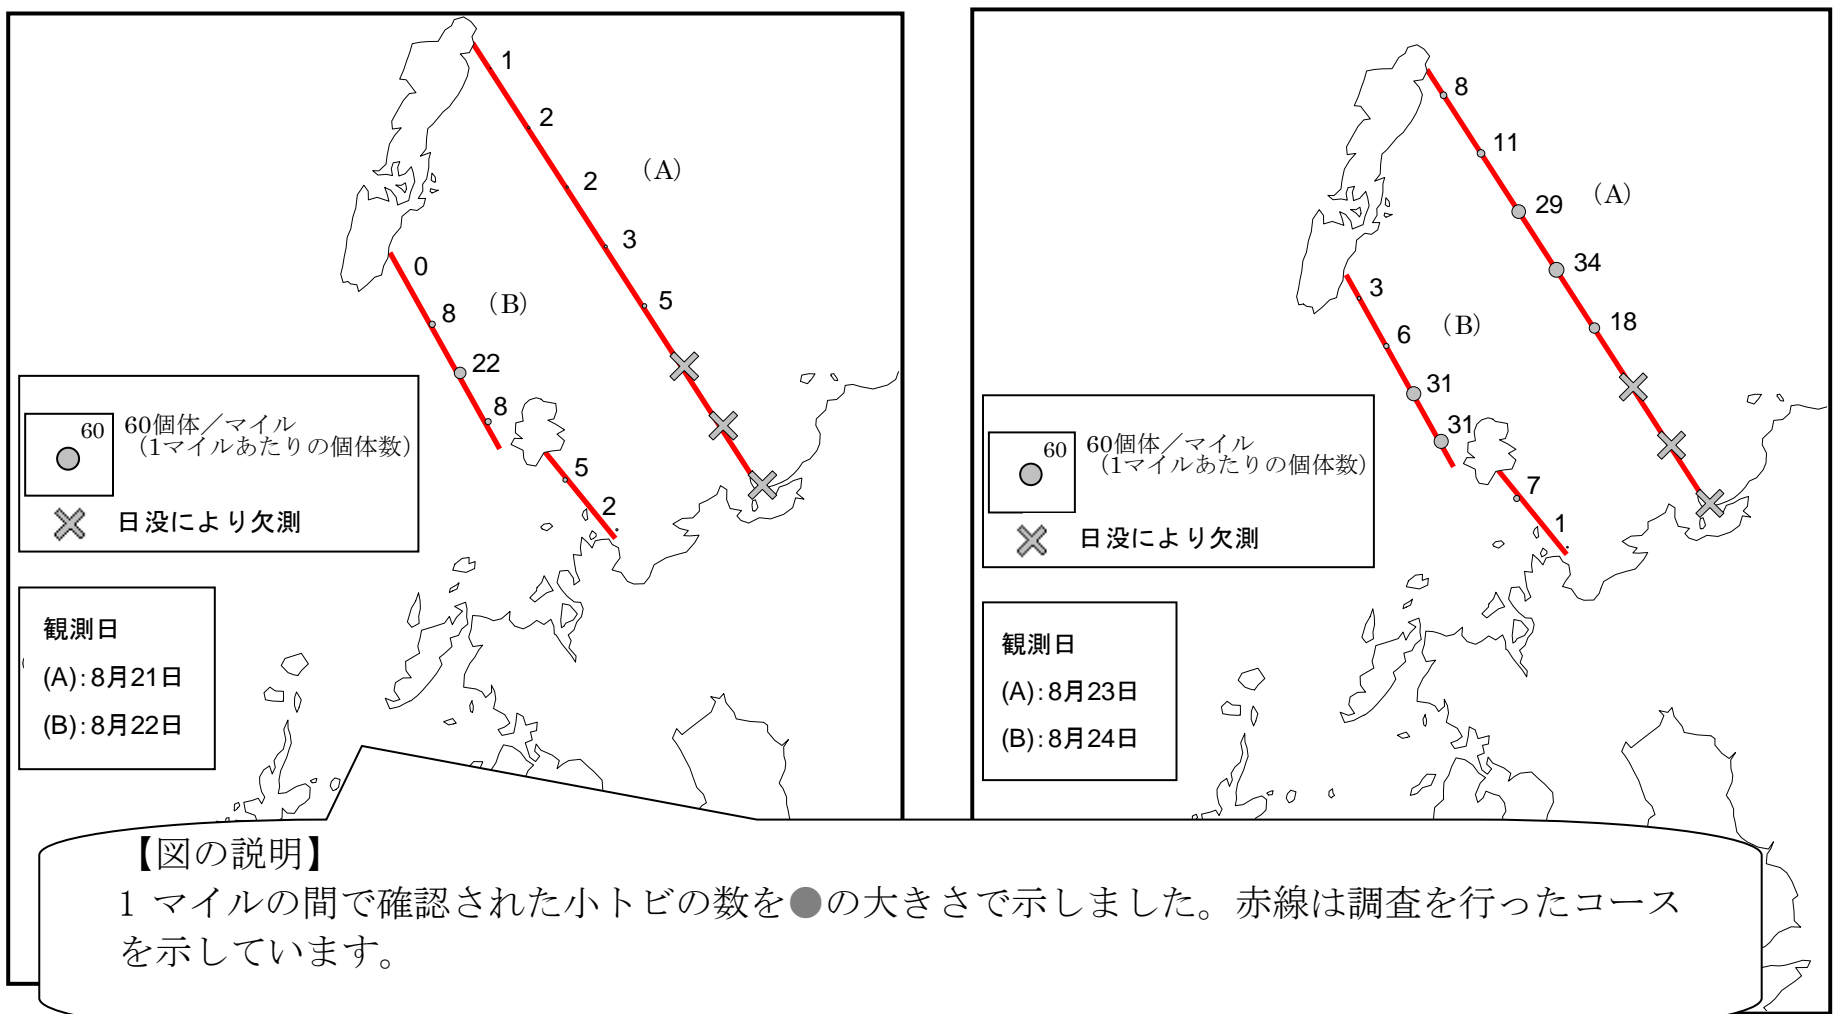 1
2
2
(A)
3
5
0
(B)
8
22
8
5
2
60
60個体／マイル
（1マイルあたりの個体数）
日没により欠測
観測日
(A)：8月21日
(B)：8月22日
8
11
29
(A)
34
18
3
(B)
6
31
31
7
1
60
60個体／マイル
（1マイルあたりの個体数）
日没により欠測
観測日
(A)：8月23日
(B)：8月24日
【図の説明】
1 マイルの間で確認された小トビの数を●の大きさで示しました。赤線は調査を行ったコース
を示しています。